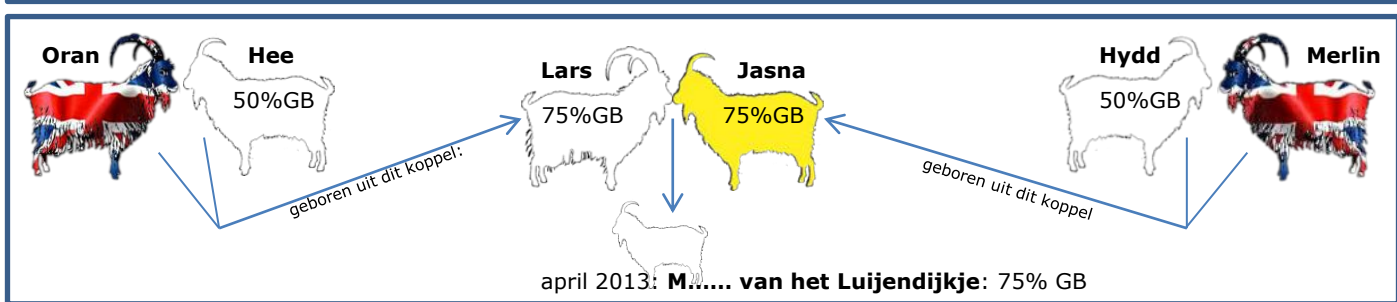 Oran
Hee
50%GB
Lars
Jasna
75%GB
75%GB
Hydd
Merlin
50%GB
geboren uit dit koppel:
geboren uit dit koppel
april 2013: M...... van het Luijendijkje: 75% GB